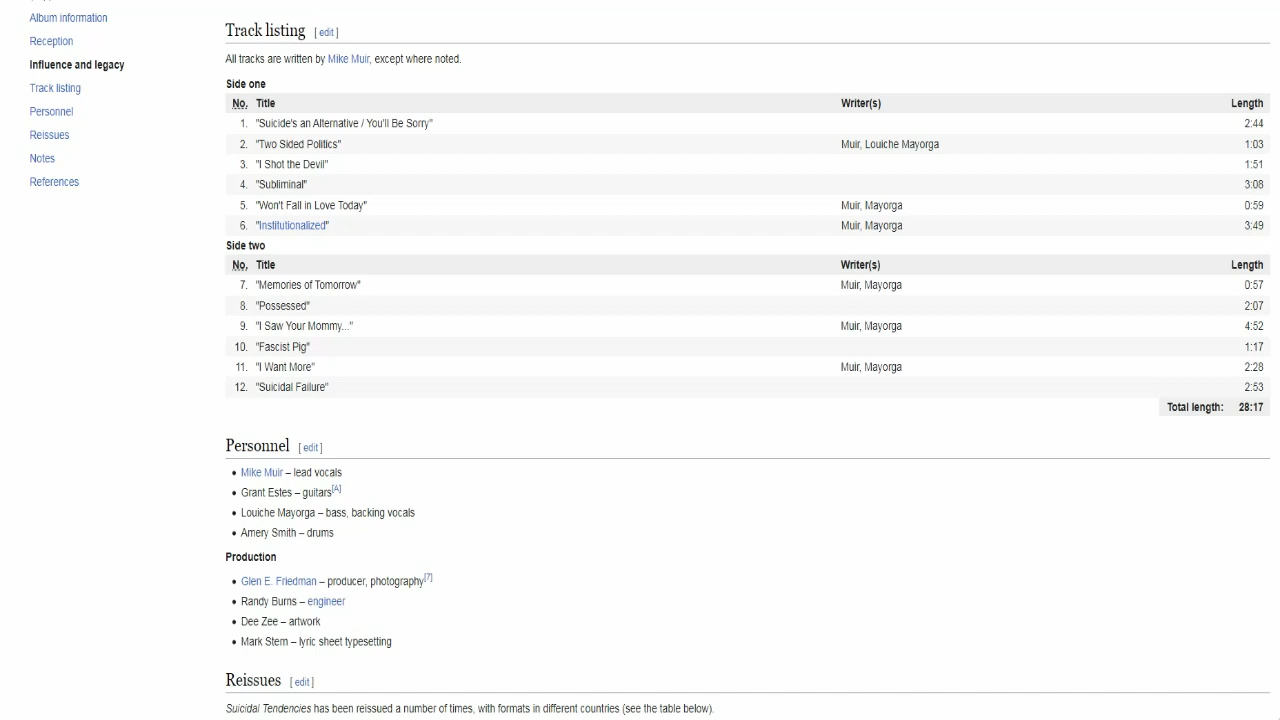 Album information
Reception
Influence and legacy
Track listing
Personnel
Reissues
Notes
References
Track listing [ edit ]
All tracks are written by Mike Muir, except where noted.
Side one
No. Title Writer(s) Length
1. "Suicide's an Alternative / You'll Be Sorry" 2:44
2. "Two Sided Politics" Muir, Louiche Mayorga 1:03
3. "I Shot the Devil" 1:51
4. "Subliminal" 3:08
5. "Won't Fall in Love Today" Muir, Mayorga 0:59
6. "Institutionalized" Muir, Mayorga 3:49
Side two
No. Title Writer(s) Length
7. "Memories of Tomorrow" Muir, Mayorga 0:57
8. "Possessed" 2:07
9. "I Saw Your Mommy..." Muir, Mayorga 4:52
10. "Fascist Pig" 1:17
11. "I Want More" Muir, Mayorga 2:28
12. "Suicidal Failure" 2:53
Total length: 28:17
Personnel [ edit ]
• Mike Muir – lead vocals
• Grant Estes – guitars[A]
• Louiche Mayorga – bass, backing vocals
• Amery Smith – drums
Production
• Glen E. Friedman – producer, photography[7]
• Randy Burns – engineer
• Dee Zee – artwork
• Mark Stern – lyric sheet typesetting
Reissues [ edit ]
Suicidal Tendencies has been reissued a number of times, with formats in different countries (see the table below).